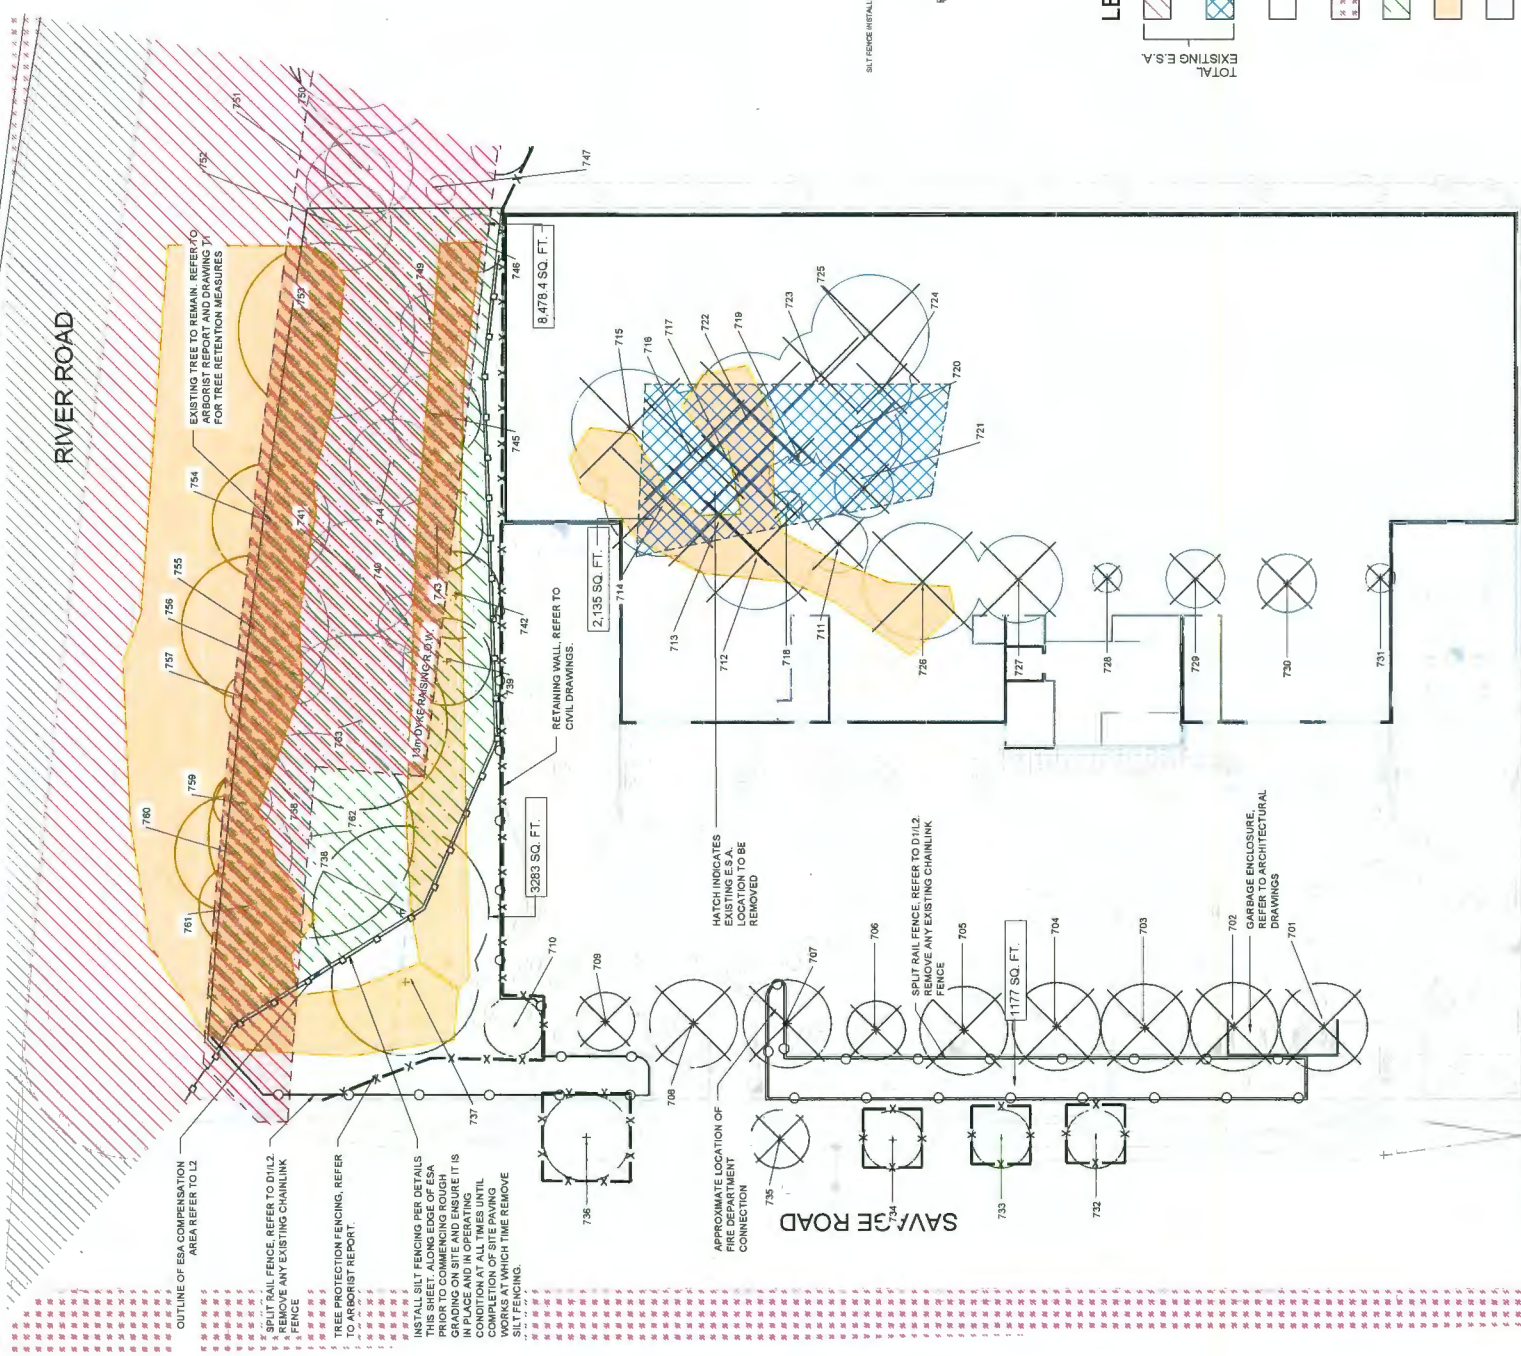 RIVER ROAD
SILT FENCE INSTALL
LE
TOTAL
EXISTING E.S.A.
751
750
752
747
EXISTING TREE TO REMAIN. REFER TO
ARBORIST REPORT AND DRAWING T1
FOR TREE RETENTION MEASURES
753
749
746
8,478.4 SQ. FT.
754
741
744
745
755
756
757
740
743
742
739
763
13m DYKE RAISING R.O.W.
759
760
758
762
738
761
RETAINING WALL, REFER TO
CIVIL DRAWINGS.
3283 SQ. FT.
2,135 SQ. FT.
715
716
717
722
719
723
725
724
720
721
714
713
712
718
711
726
727
728
729
730
731
HATCH INDICATES
EXISTING E.S.A.
LOCATION TO BE
REMOVED
710
709
708
707
706
705
704
703
702
701
SPLIT RAIL FENCE, REFER TO D1/L2.
REMOVE ANY EXISTING CHAINLINK
FENCE
1177 SQ. FT.
GARBAGE ENCLOSURE,
REFER TO ARCHITECTURAL
DRAWINGS
OUTLINE OF ESA COMPENSATION
AREA REFER TO L2
SPLIT RAIL FENCE, REFER TO D1/L2.
REMOVE ANY EXISTING CHAINLINK
FENCE
TREE PROTECTION FENCING, REFER
TO ARBORIST REPORT.
INSTALL SILT FENCING PER DETAILS
THIS SHEET. ALONG EDGE OF ESA
PRIOR TO COMMENCING ROUGH
GRADING ON SITE AND ENSURE IT IS
IN PLACE AND IN OPERATING
CONDITION AT ALL TIMES UNTIL
COMPLETION OF SITE PAVING
WORKS AT WHICH TIME REMOVE
SILT FENCING.
737
736
APPROXIMATE LOCATION OF
FIRE DEPARTMENT
CONNECTION
735
734
733
732
SAVAGE ROAD